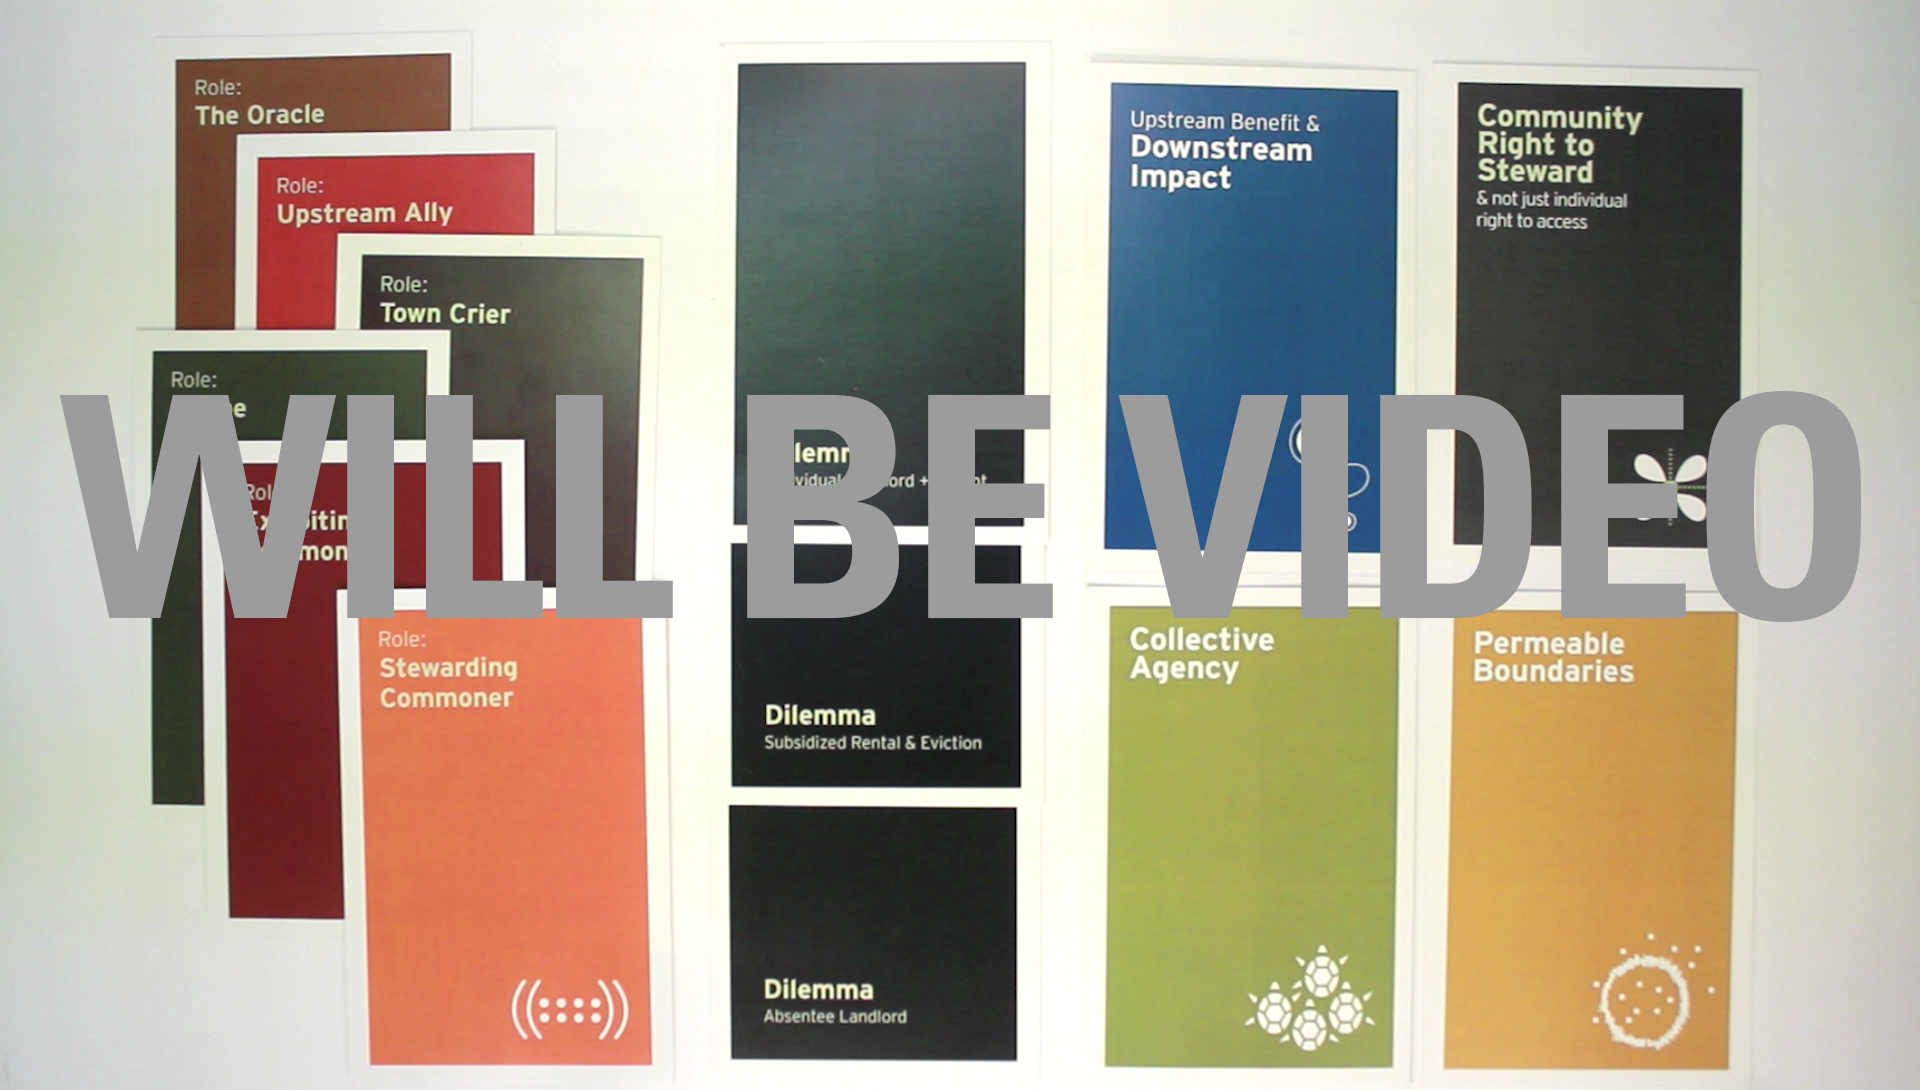 Role:
The Oracle
Role:
Upstream Ally
Role:
Town Crier
Role:
Role:
Stewarding
Commoner
WILL BE VIDEO
Dilemma
Subsidized Rental & Eviction
Dilemma
Absentee Landlord
Upstream Benefit &
Downstream
Impact
Community
Right to
Steward
& not just individual
right to access
Collective
Agency
Permeable
Boundaries